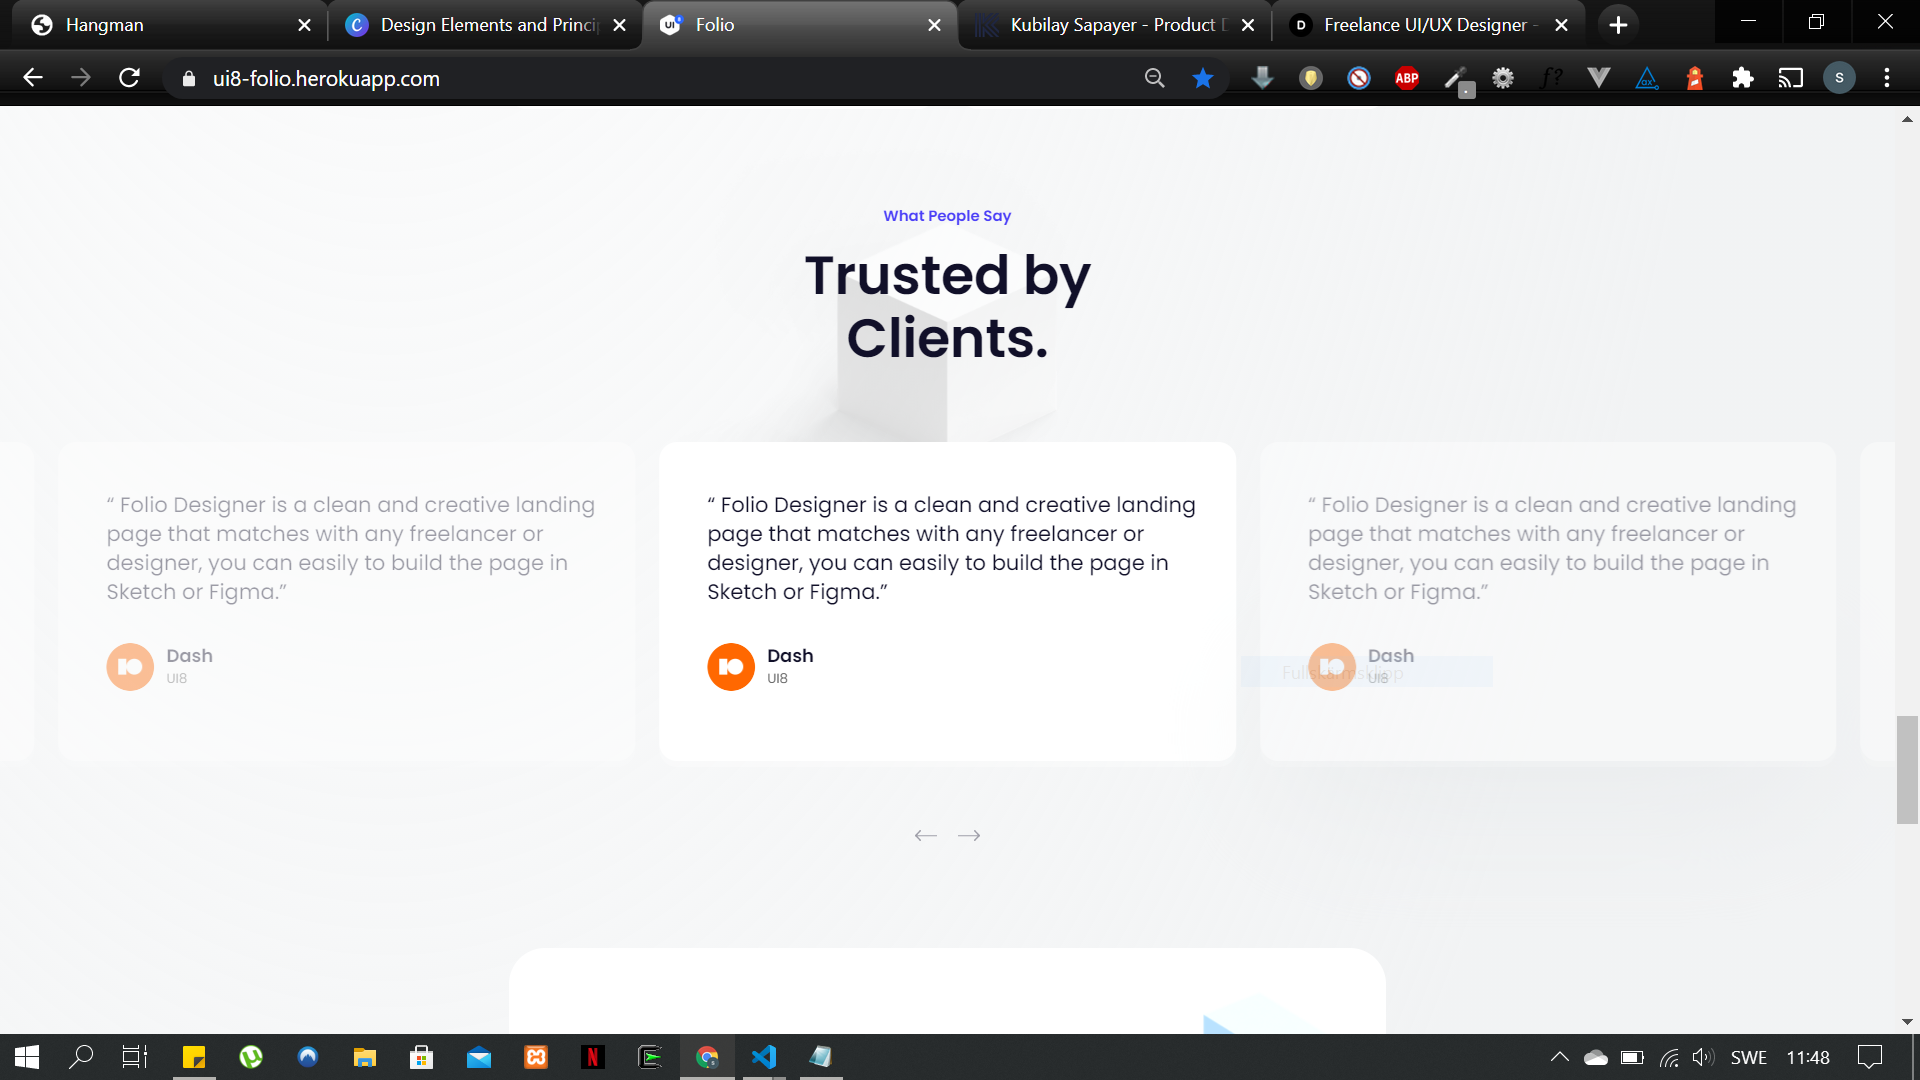 Hangman
Design Elements and Princi
Folio
Kubilay Sapayer - Product D
Freelance UI/UX Designer -
ui8-folio.herokuapp.com
ABP
f?
S
What People Say
Trusted by
Clients.
“ Folio Designer is a clean and creative landing
page that matches with any freelancer or
designer, you can easily to build the page in
Sketch or Figma.”
Dash
UI8
“ Folio Designer is a clean and creative landing
page that matches with any freelancer or
designer, you can easily to build the page in
Sketch or Figma.”
Dash
UI8
“ Folio Designer is a clean and creative landing
page that matches with any freelancer or
designer, you can easily to build the page in
Sketch or Figma.”
Dash
UI8
Fullskärmsklipp
SWE
11:48